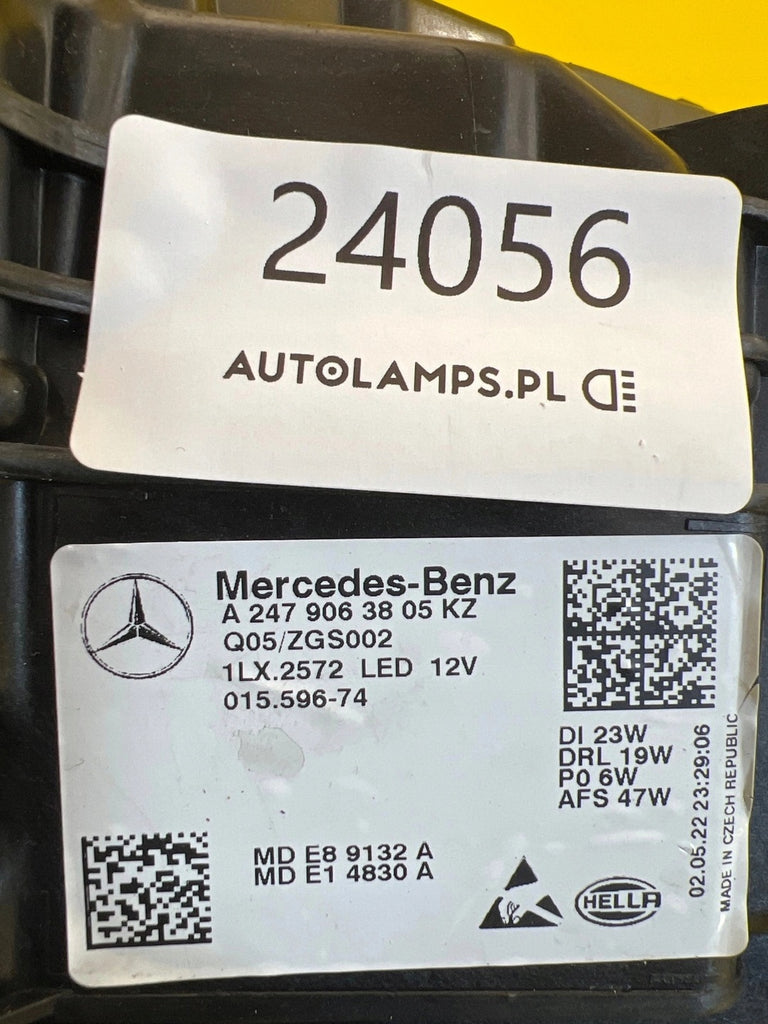 24056
AUTOLAMPS.PL
Mercedes-Benz
A 247 906 38 05 KZ
Q05/ZGS002
1LX.2572 LED 12V
015.596-74
DI 23W
DRL 19W
P0 6W
AFS 47W
02.05.22 23:29:06
MADE IN CZECH REPUBLIC
MD E8 9132 A
MD E1 4830 A
HELLA